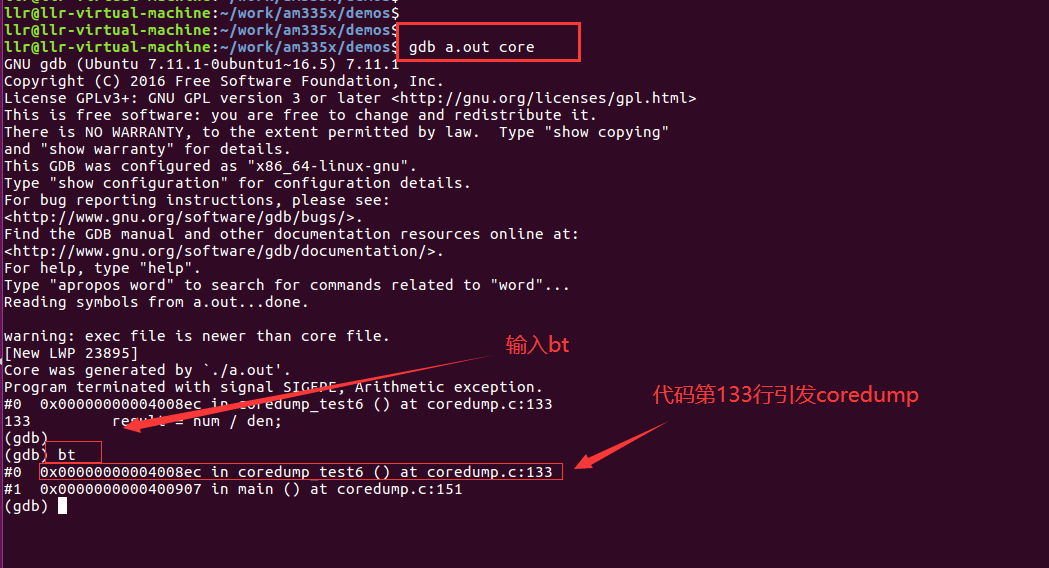 llr@llr-virtual-machine:~/work/am335x/demos$
llr@llr-virtual-machine:~/work/am335x/demos$
llr@llr-virtual-machine:~/work/am335x/demos$
llr@llr-virtual-machine:~/work/am335x/demos$ gdb a.out core
GNU gdb (Ubuntu 7.11.1-0ubuntu1~16.5) 7.11.1
Copyright (C) 2016 Free Software Foundation, Inc.
License GPLv3+: GNU GPL version 3 or later <http://gnu.org/licenses/gpl.html>
This is free software: you are free to change and redistribute it.
There is NO WARRANTY, to the extent permitted by law.  Type "show copying"
and "show warranty" for details.
This GDB was configured as "x86_64-linux-gnu".
Type "show configuration" for configuration details.
For bug reporting instructions, please see:
<http://www.gnu.org/software/gdb/bugs/>.
Find the GDB manual and other documentation resources online at:
<http://www.gnu.org/software/gdb/documentation/>.
For help, type "help".
Type "apropos word" to search for commands related to "word"...
Reading symbols from a.out...done.
warning: exec file is newer than core file.
[New LWP 23895]
输入bt
Core was generated by `./a.out'.
Program terminated with signal SIGFPE, Arithmetic exception.
代码第133行引发coredump
#0  0x00000000004008ec in coredump_test6 () at coredump.c:133
133         result = num / den;
(gdb)
(gdb) bt
#0  0x00000000004008ec in coredump_test6 () at coredump.c:133
#1  0x0000000000400907 in main () at coredump.c:151
(gdb)